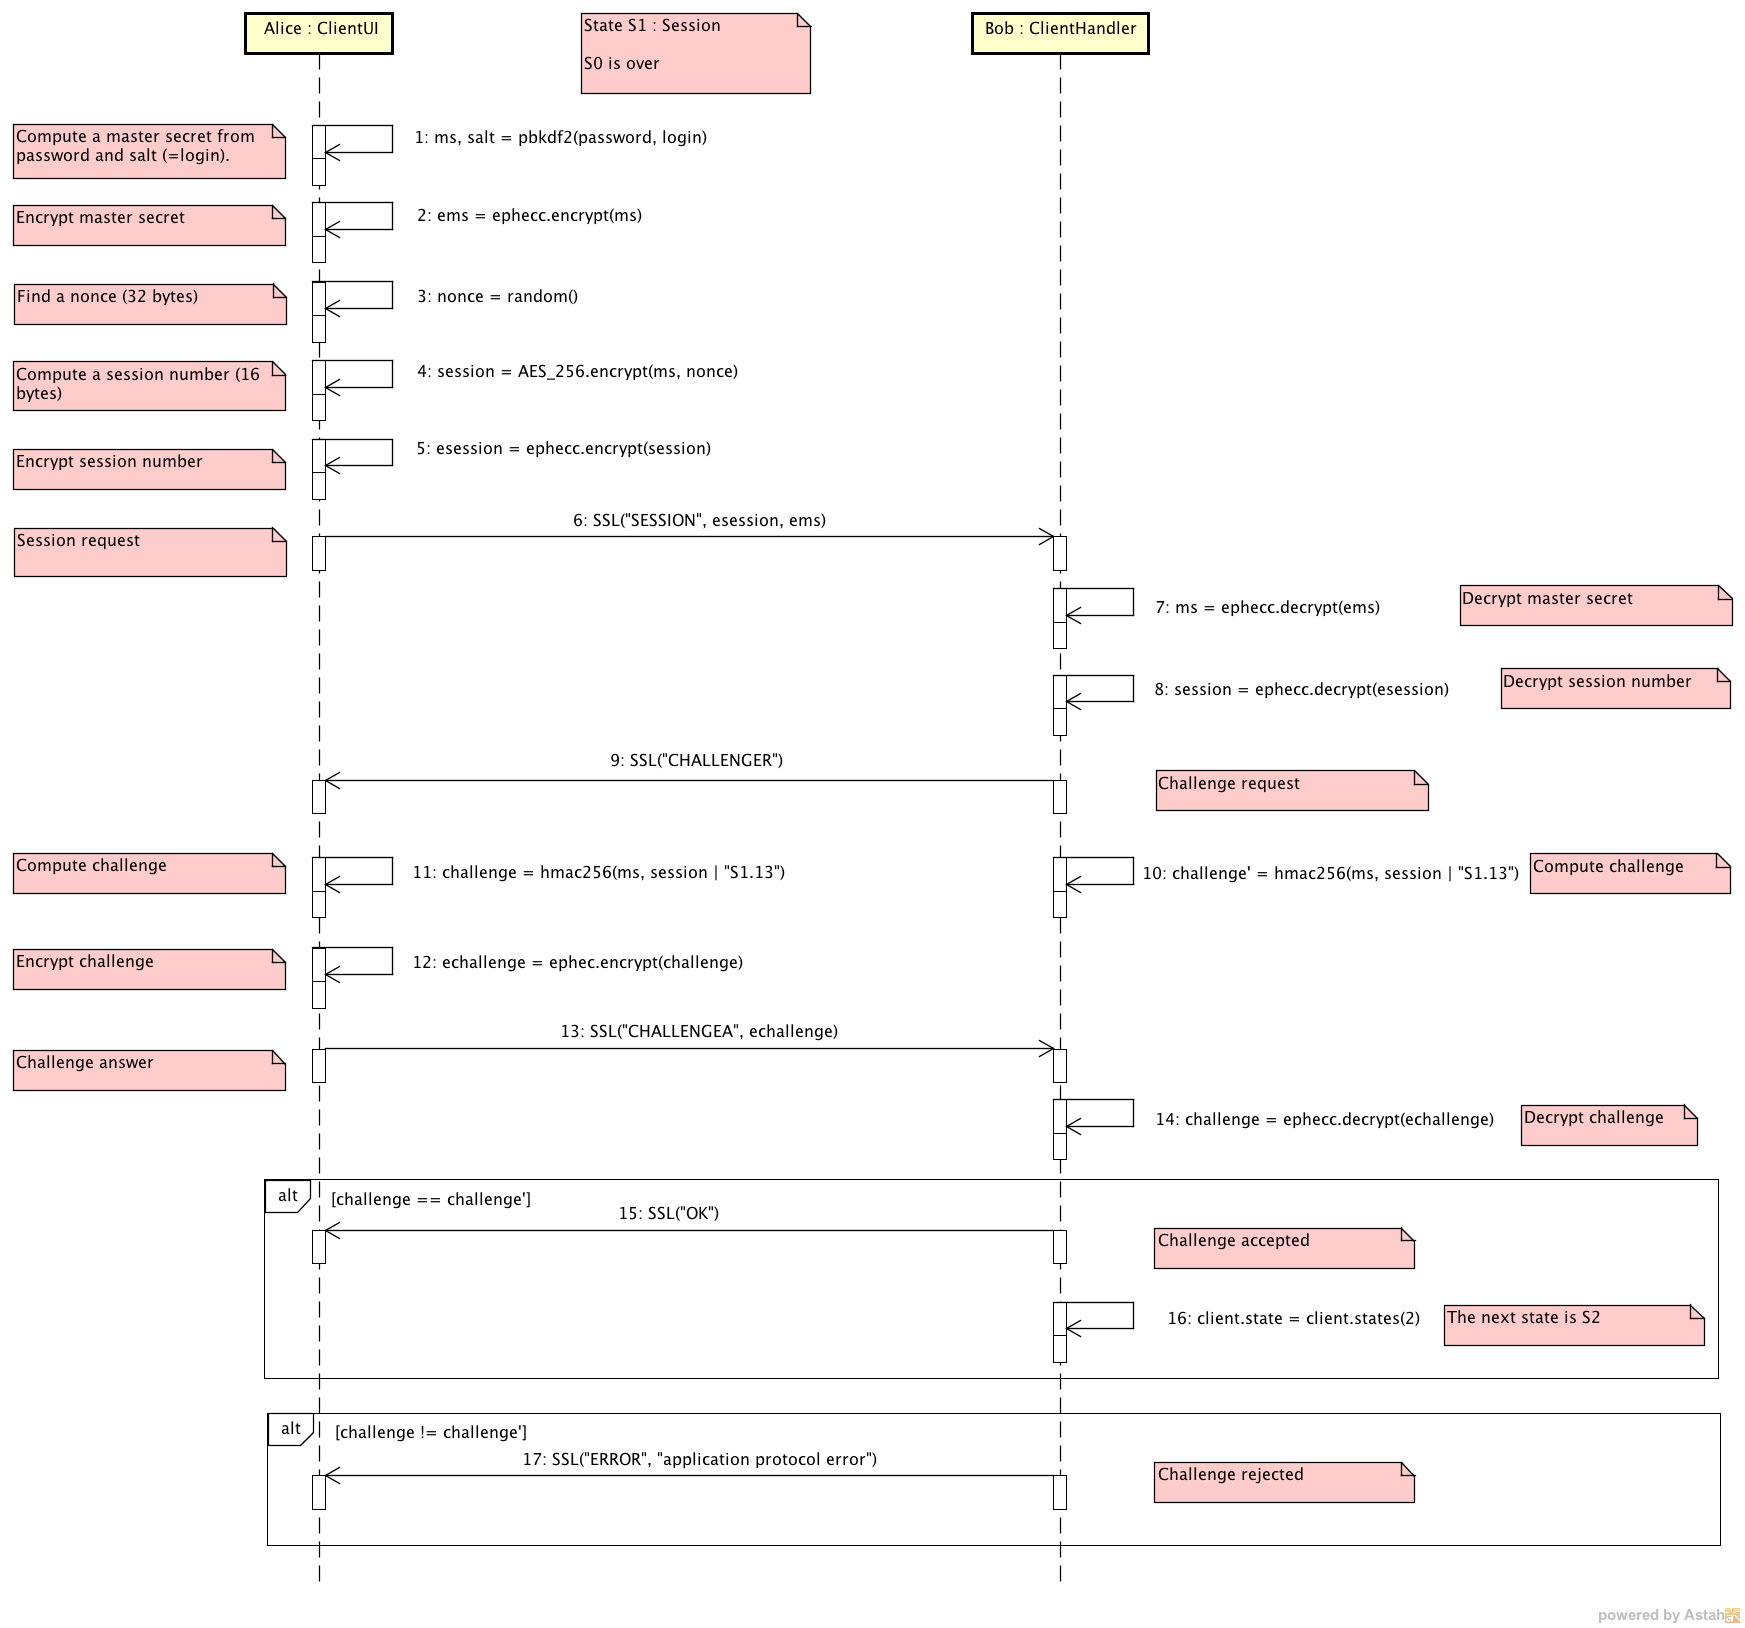 Alice : ClientUI
State S1 : Session
S0 is over
Bob : ClientHandler
Compute a master secret from
password and salt (=login).
1: ms, salt = pbkdf2(password, login)
Encrypt master secret
2: ems = ephecc.encrypt(ms)
Find a nonce (32 bytes)
3: nonce = random()
Compute a session number (16
bytes)
4: session = AES_256.encrypt(ms, nonce)
Encrypt session number
5: esession = ephecc.encrypt(session)
Session request
6: SSL("SESSION", esession, ems)
7: ms = ephecc.decrypt(ems)
Decrypt master secret
8: session = ephecc.decrypt(esession)
Decrypt session number
9: SSL("CHALLENGER")
Challenge request
Compute challenge
11: challenge = hmac256(ms, session | "S1.13")
10: challenge' = hmac256(ms, session | "S1.13")
Compute challenge
Encrypt challenge
12: echallenge = ephec.encrypt(challenge)
Challenge answer
13: SSL("CHALLENGEA", echallenge)
14: challenge = ephecc.decrypt(echallenge)
Decrypt challenge
alt
[challenge == challenge']
15: SSL("OK")
Challenge accepted
16: client.state = client.states(2)
The next state is S2
alt
[challenge != challenge']
17: SSL("ERROR", "application protocol error")
Challenge rejected
powered by Astah